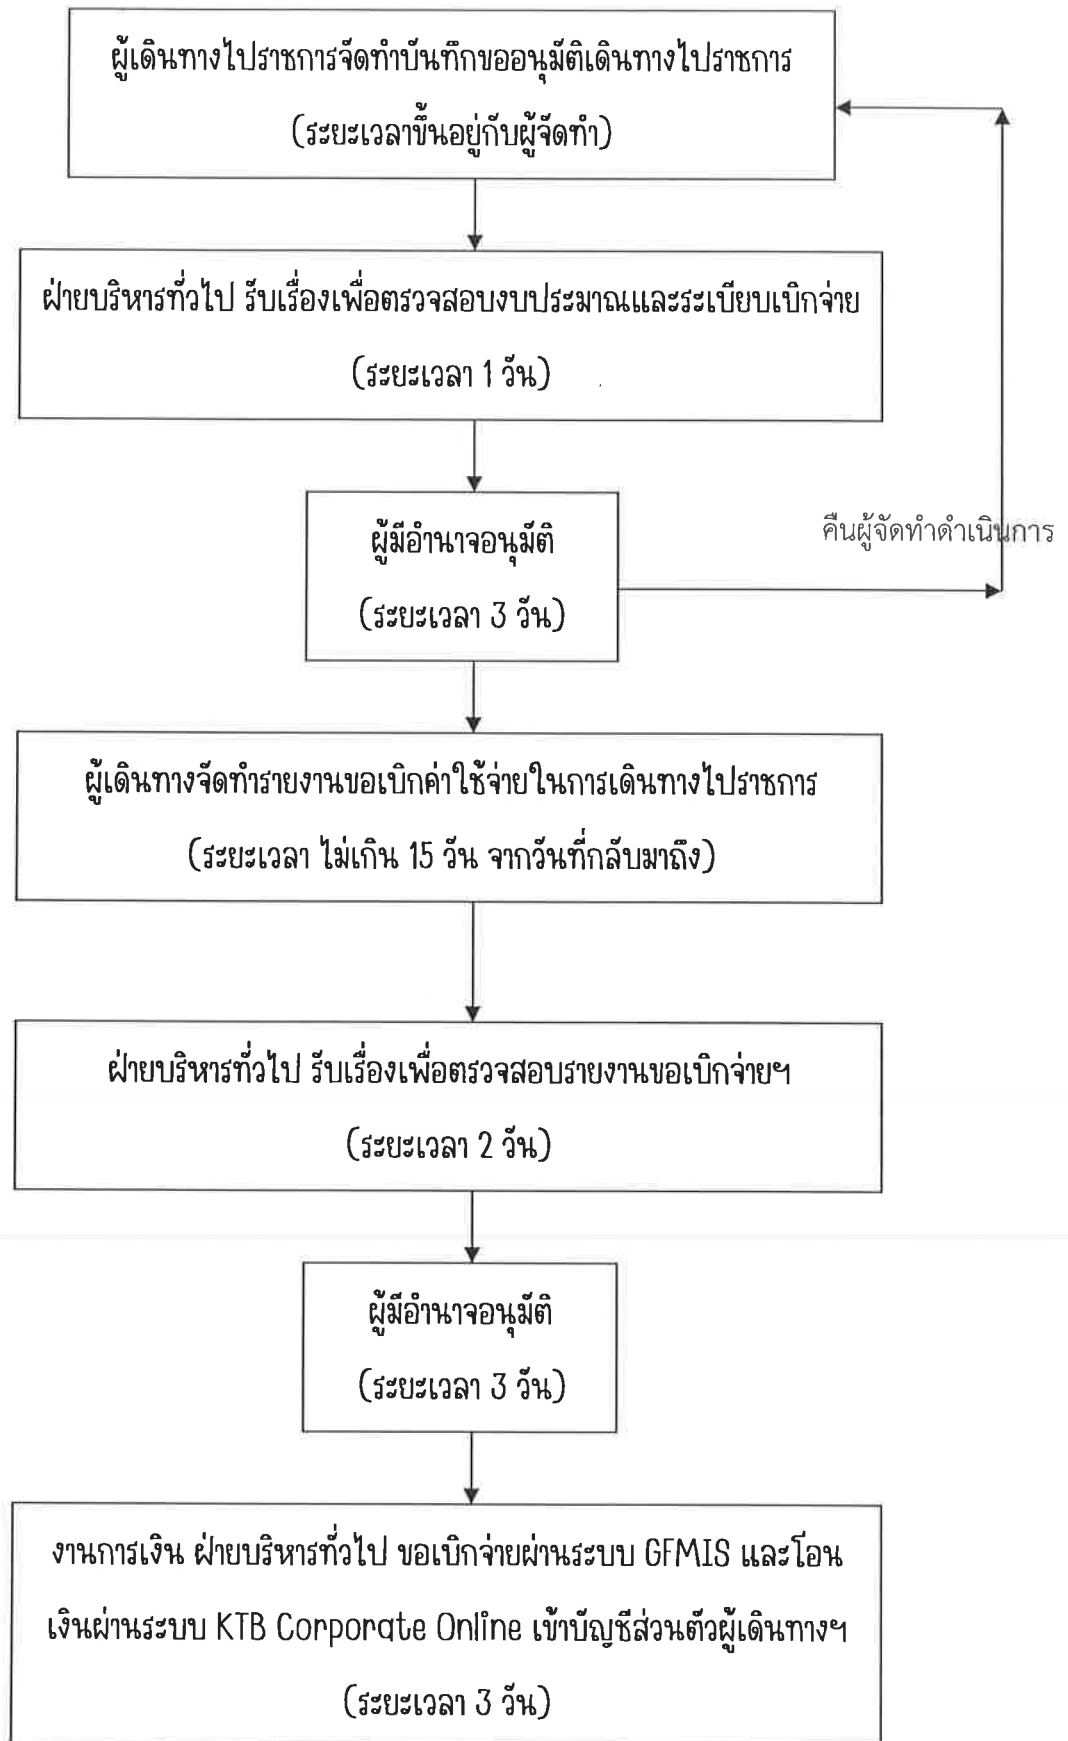 ผู้เดินทางไปราชการจัดทำบันทึกขออนุมัติเดินทางไปราชการ
(ระยะเวลาขึ้นอยู่กับผู้จัดทำ)
ฝ่ายบริหารทั่วไป รับเรื่องเพื่อตรวจสอบงบประมาณและระเบียบเบิกจ่าย
(ระยะเวลา 1 วัน)
ผู้มีอำนาจอนุมัติ
(ระยะเวลา 3 วัน)
คืนผู้จัดทำดำเนินการ
ผู้เดินทางจัดทำรายงานขอเบิกค่าใช้จ่ายในการเดินทางไปราชการ
(ระยะเวลา ไม่เกิน 15 วัน จากวันที่กลับมาถึง)
ฝ่ายบริหารทั่วไป รับเรื่องเพื่อตรวจสอบรายงานขอเบิกจ่ายฯ
(ระยะเวลา 2 วัน)
ผู้มีอำนาจอนุมัติ
(ระยะเวลา 3 วัน)
งานการเงิน ฝ่ายบริหารทั่วไป ขอเบิกจ่ายผ่านระบบ GFMIS และโอน
เงินผ่านระบบ KTB Corporate Online เข้าบัญชีส่วนตัวผู้เดินทางฯ
(ระยะเวลา 3 วัน)